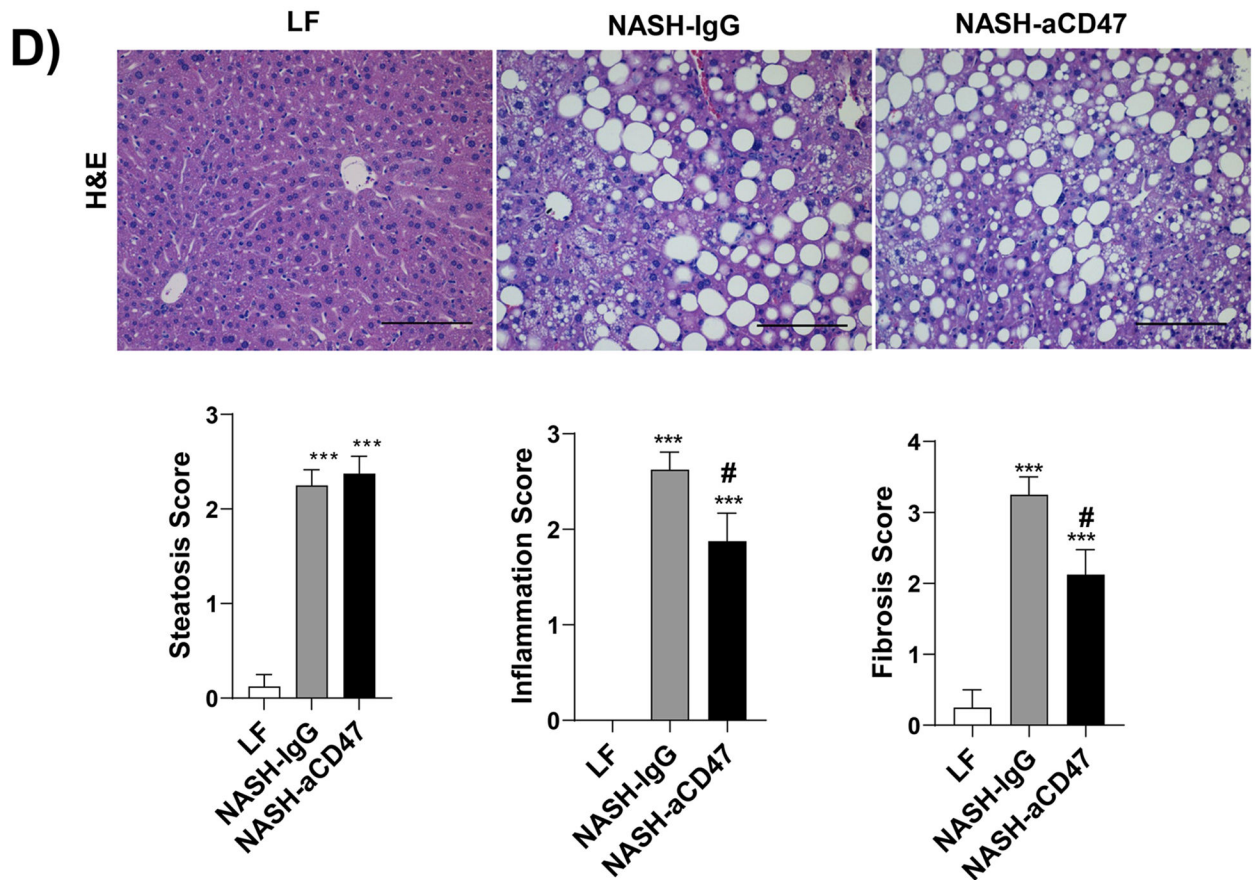 D)
LF
NASH-IgG
NASH-aCD47
H&E
Steatosis Score
3
2
1
0
***
***
LF
NASH-IgG
NASH-aCD47
Inflammation Score
3
2
1
0
***
#
***
LF
NASH-IgG
NASH-aCD47
Fibrosis Score
4
3
2
1
0
***
#
***
LF
NASH-IgG
NASH-aCD47